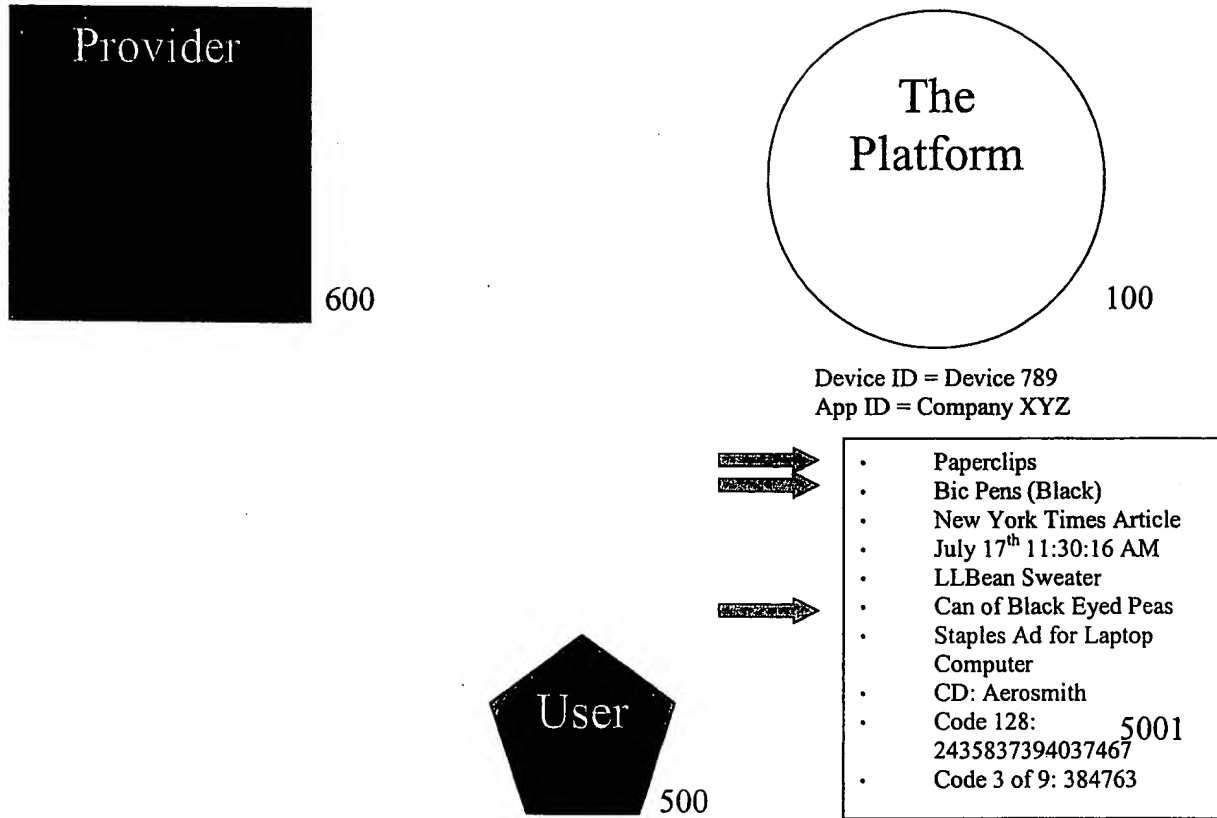 Provider
600
The
Platform
100
Device ID = Device 789
App ID = Company XYZ
· Paperclips
· Bic Pens (Black)
· New York Times Article
· July 17th 11:30:16 AM
· LLBean Sweater
· Can of Black Eyed Peas
· Staples Ad for Laptop
Computer
· CD: Aerosmith
· Code 128:
2435837394037467
· Code 3 of 9: 384763
5001
User
500